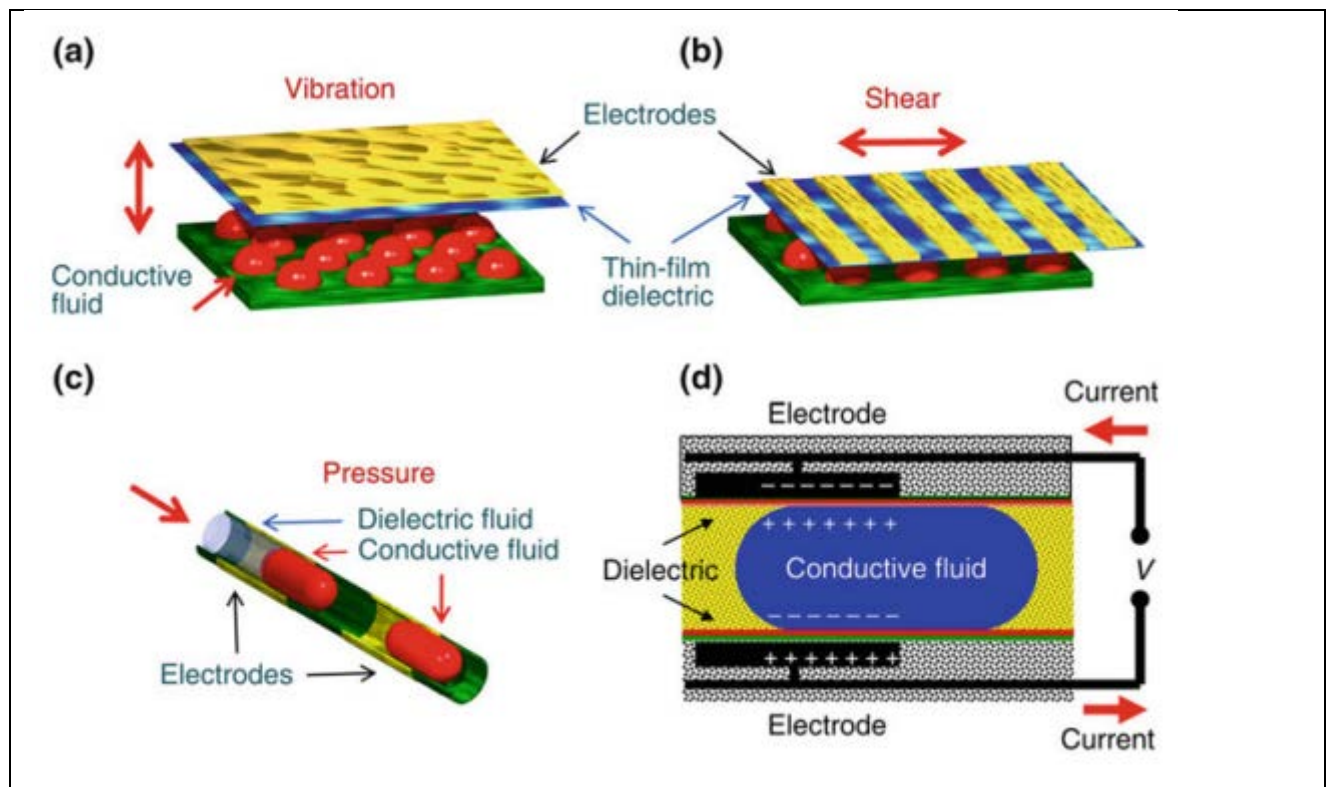 (a)
Vibration
Conductive
fluid
Electrodes
Thin-film
dielectric
(b)
Shear
(c)
Pressure
Dielectric fluid
Conductive fluid
Electrodes
(d)
Current
Electrode
− − − − − − −
+ + + + + + +
Dielectric
Conductive fluid
V
− − − − − − −
+ + + + + + +
Electrode
Current